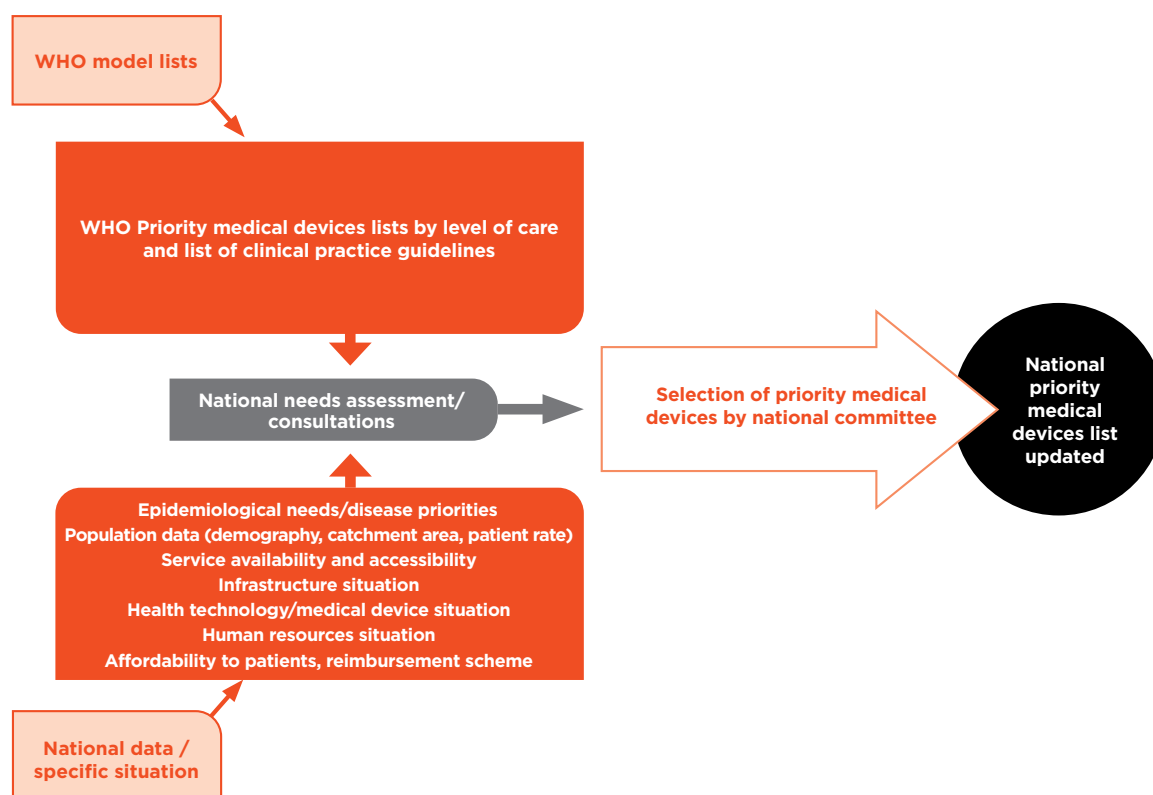 WHO model lists
WHO Priority medical devices lists by level of care
and list of clinical practice guidelines
National needs assessment/
consultations
Selection of priority medical
devices by national committee
National
priority
medical
devices list
updated
Epidemiological needs/disease priorities
Population data (demography, catchment area, patient rate)
Service availability and accessibility
Infrastructure situation
Health technology/medical device situation
Human resources situation
Affordability to patients, reimbursement scheme
National data /
specific situation